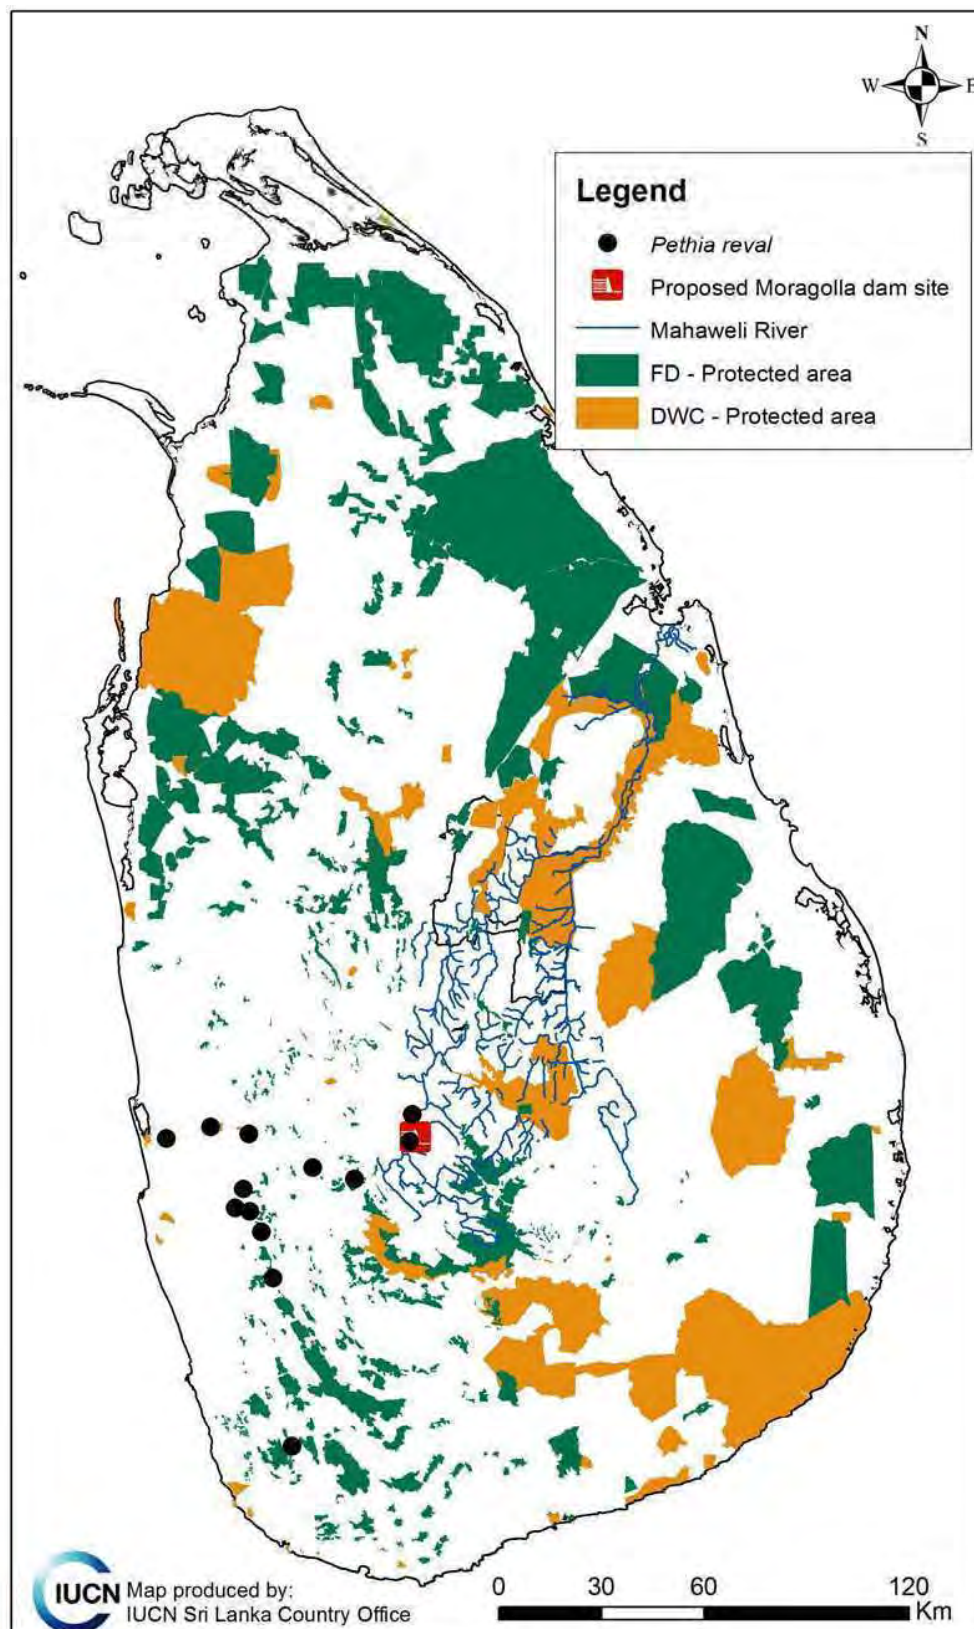 N
W E
S
Legend
Pethia reval
Proposed Moragolla dam site
Mahaweli River
FD - Protected area
DWC - Protected area
IUCN
Map produced by:
IUCN Sri Lanka Country Office
0 30 60 120
Km